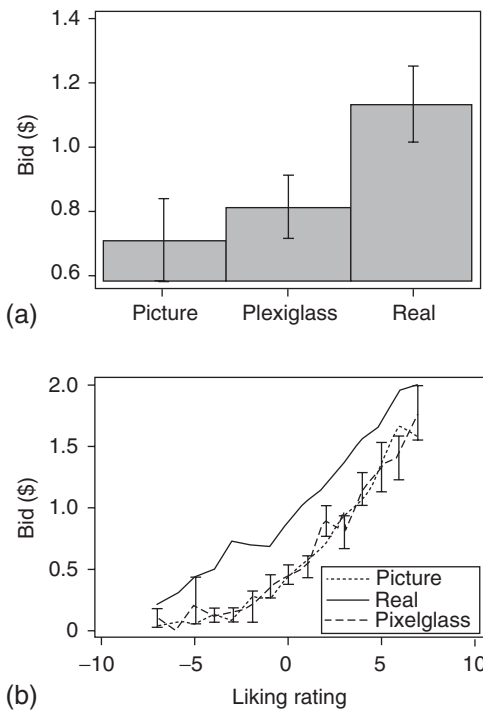 1.4
1.2
1.0
0.8
0.6
Bid ($)
Picture Plexiglass Real
(a)
2.0
1.5
1.0
0.5
0
Bid ($)
Picture
Real
Pixelglass
−10 −5 0 5 10
Liking rating
(b)